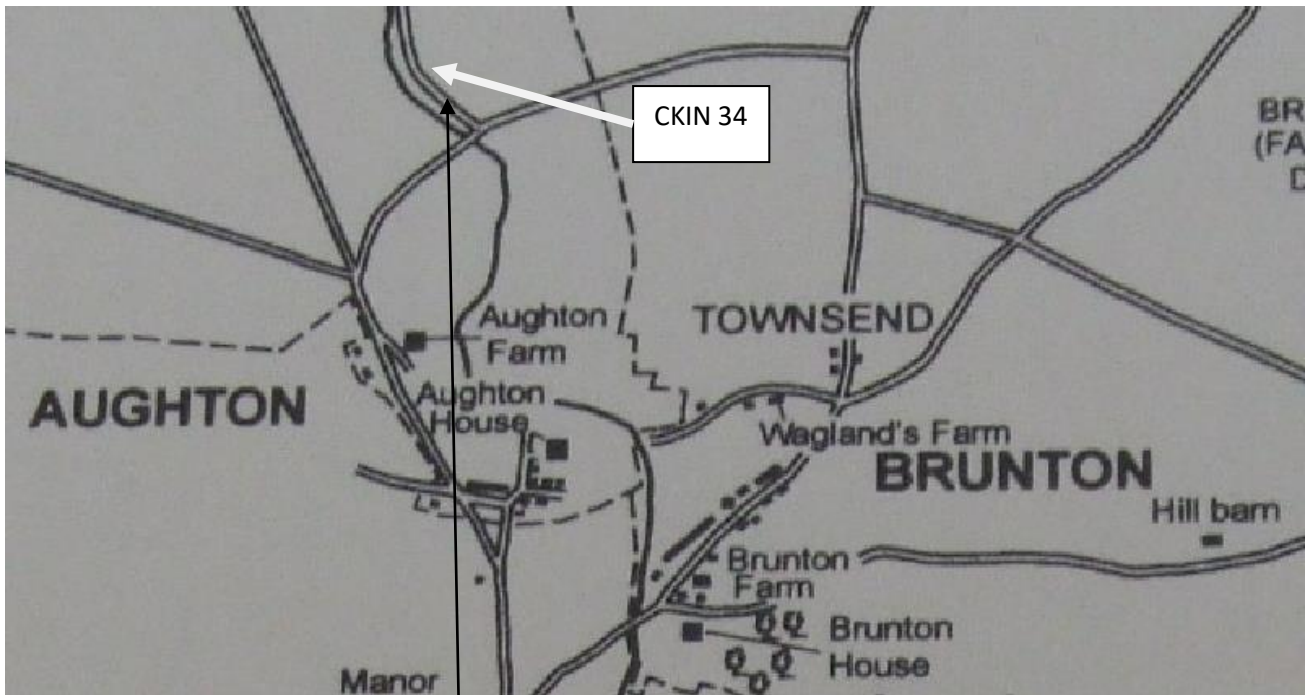 CKIN 34
BR
(FA
D
Aughton
Farm
TOWNSEND
AUGHTON
Aughton
House
Wagland's Farm
BRUNTON
Hill barn
Brunton
Farm
Brunton
House
Manor